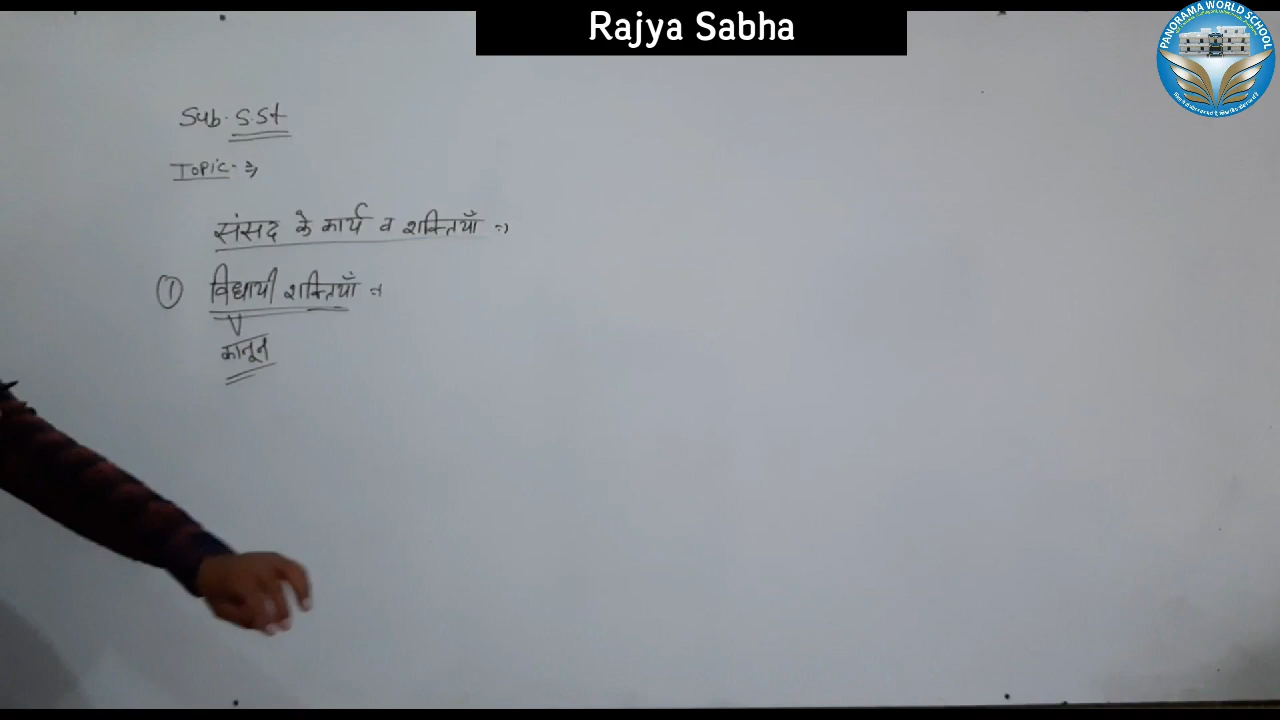 Rajya Sabha
PANORAMA WORLD SCHOOL
Sub. S.St
Topic- ⇒
संसद के कार्य व शक्तियाँ :-)
① विधायी शक्तियाँ
कानून